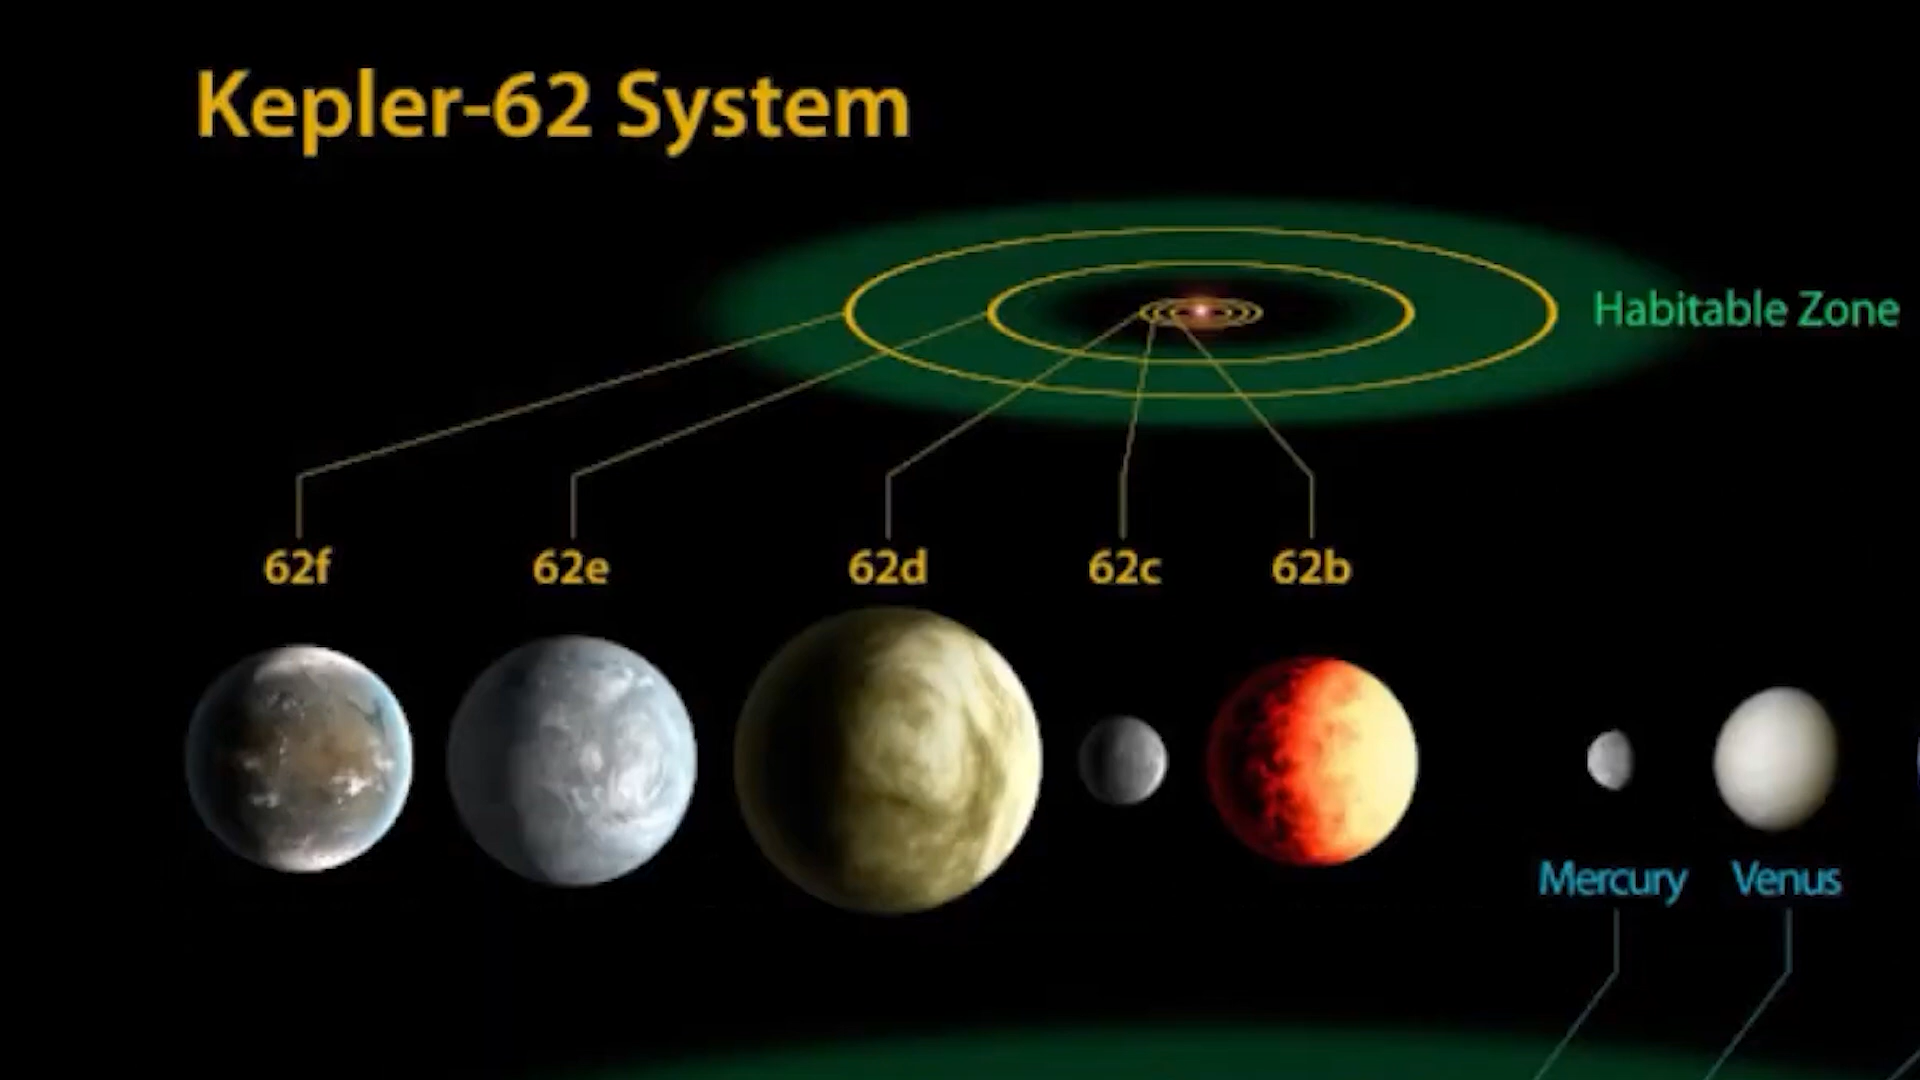 Kepler-62 System
Habitable Zone
62f
62e
62d
62c
62b
Mercury
Venus